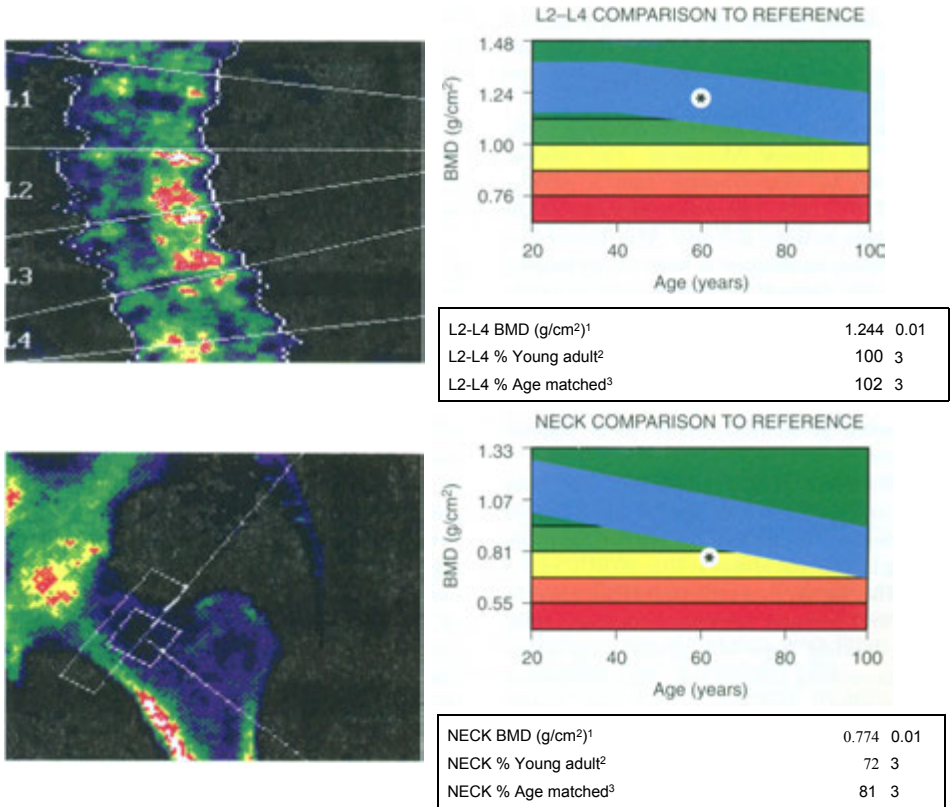 L1
L2
L3
L4
L2–L4 COMPARISON TO REFERENCE
BMD (g/cm²)
1.48
1.24
1.00
0.76
20 40 60 80 100
Age (years)
L2-L4 BMD (g/cm²)¹ 1.244 0.01
L2-L4 % Young adult² 100 3
L2-L4 % Age matched³ 102 3
NECK COMPARISON TO REFERENCE
BMD (g/cm²)
1.33
1.07
0.81
0.55
20 40 60 80 100
Age (years)
NECK BMD (g/cm²)¹ 0.774 0.01
NECK % Young adult² 72 3
NECK % Age matched³ 81 3